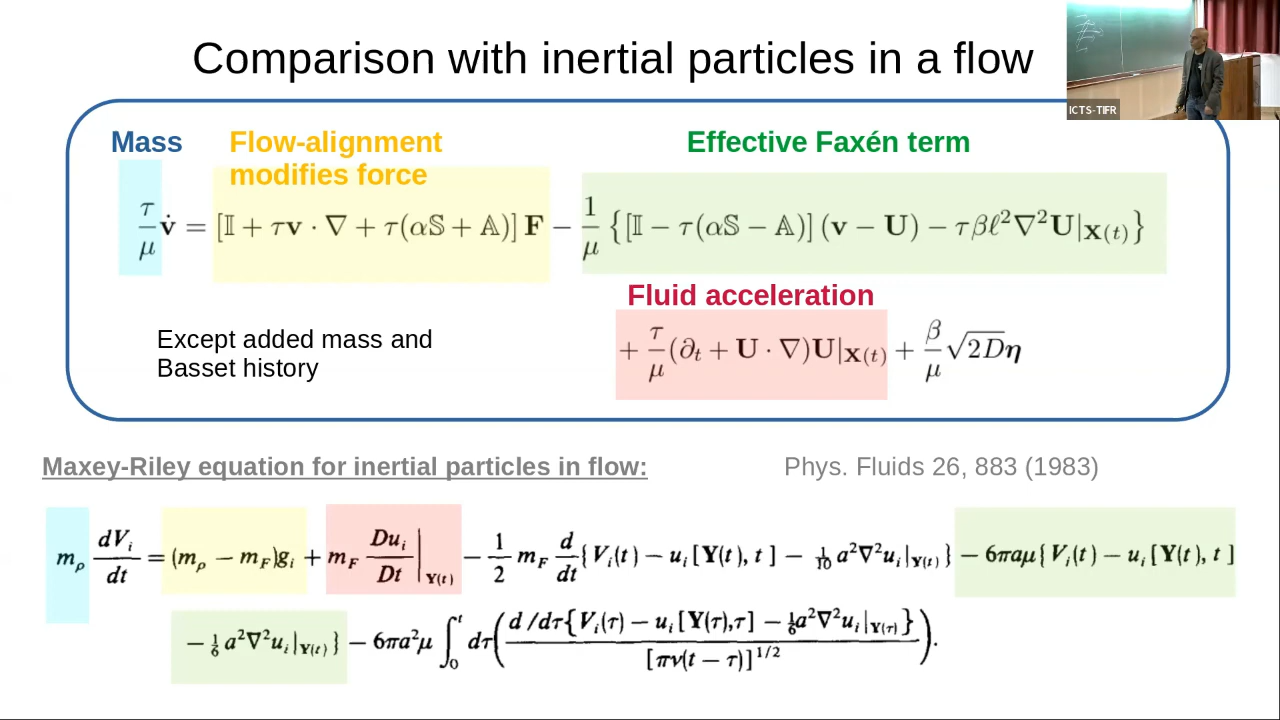 Comparison with inertial particles in a flow
ICTS-TIFR
Mass
Flow-alignment
modifies force
Effective Faxén term
τ/μ v̇ = [𝕀 + τv · ∇ + τ(α𝕊 + 𝔸)] F − 1/μ {[𝕀 − τ(α𝕊 − 𝔸)] (v − U) − τβℓ²∇²U|X(t)}
Fluid acceleration
+ τ/μ (∂t + U · ∇)U|X(t) + β/μ √2D η
Except added mass and
Basset history
Maxey-Riley equation for inertial particles in flow:
Phys. Fluids 26, 883 (1983)
mρ dVi/dt = (mρ − mF)gi + mF Dui/Dt |Y(t) − 1/2 mF d/dt {Vi(t) − ui[Y(t), t] − 1/10 a²∇²ui|Y(t)} − 6πaμ{Vi(t) − ui[Y(t), t]
− 1/6 a²∇²ui|Y(t)} − 6πa²μ ∫0t dτ( d/dτ{Vi(τ) − ui[Y(τ),τ] − 1/6 a²∇²ui|Y(τ)} / [πν(t − τ)]1/2 ).